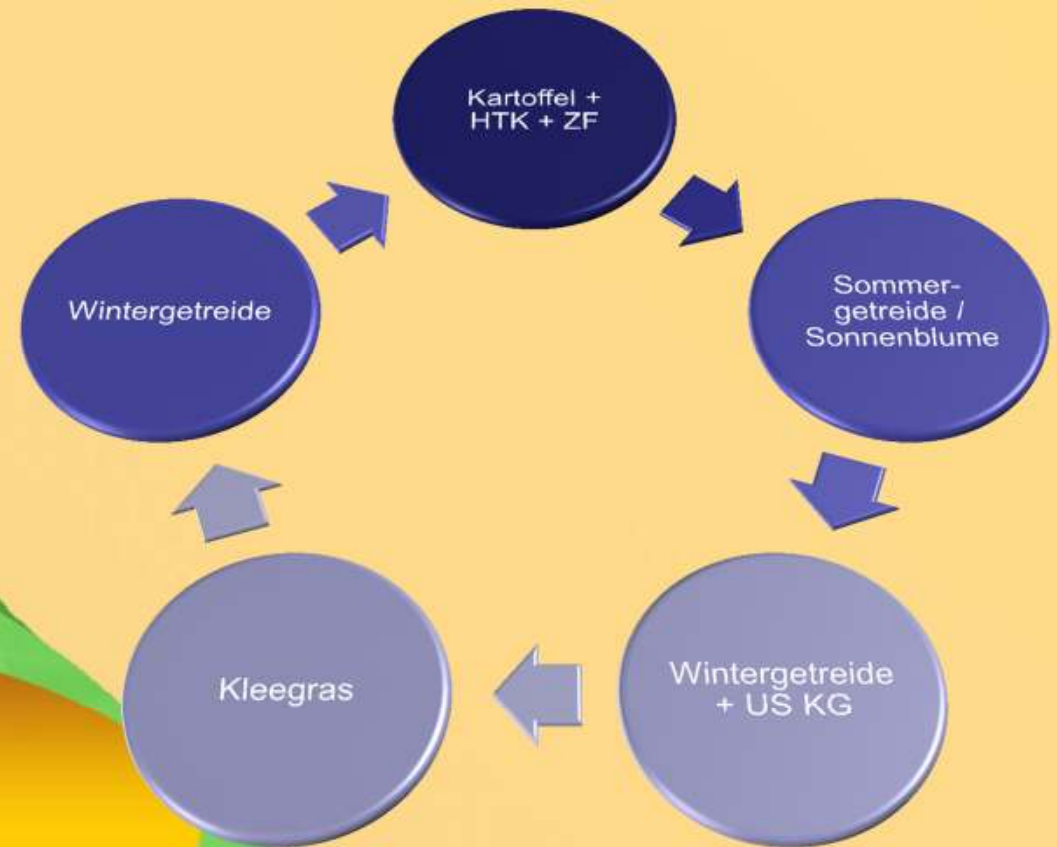 Kartoffel +
HTK + ZF
Sommer-
getreide /
Sonnenblume
Wintergetreide
+ US KG
Kleegras
Wintergetreide